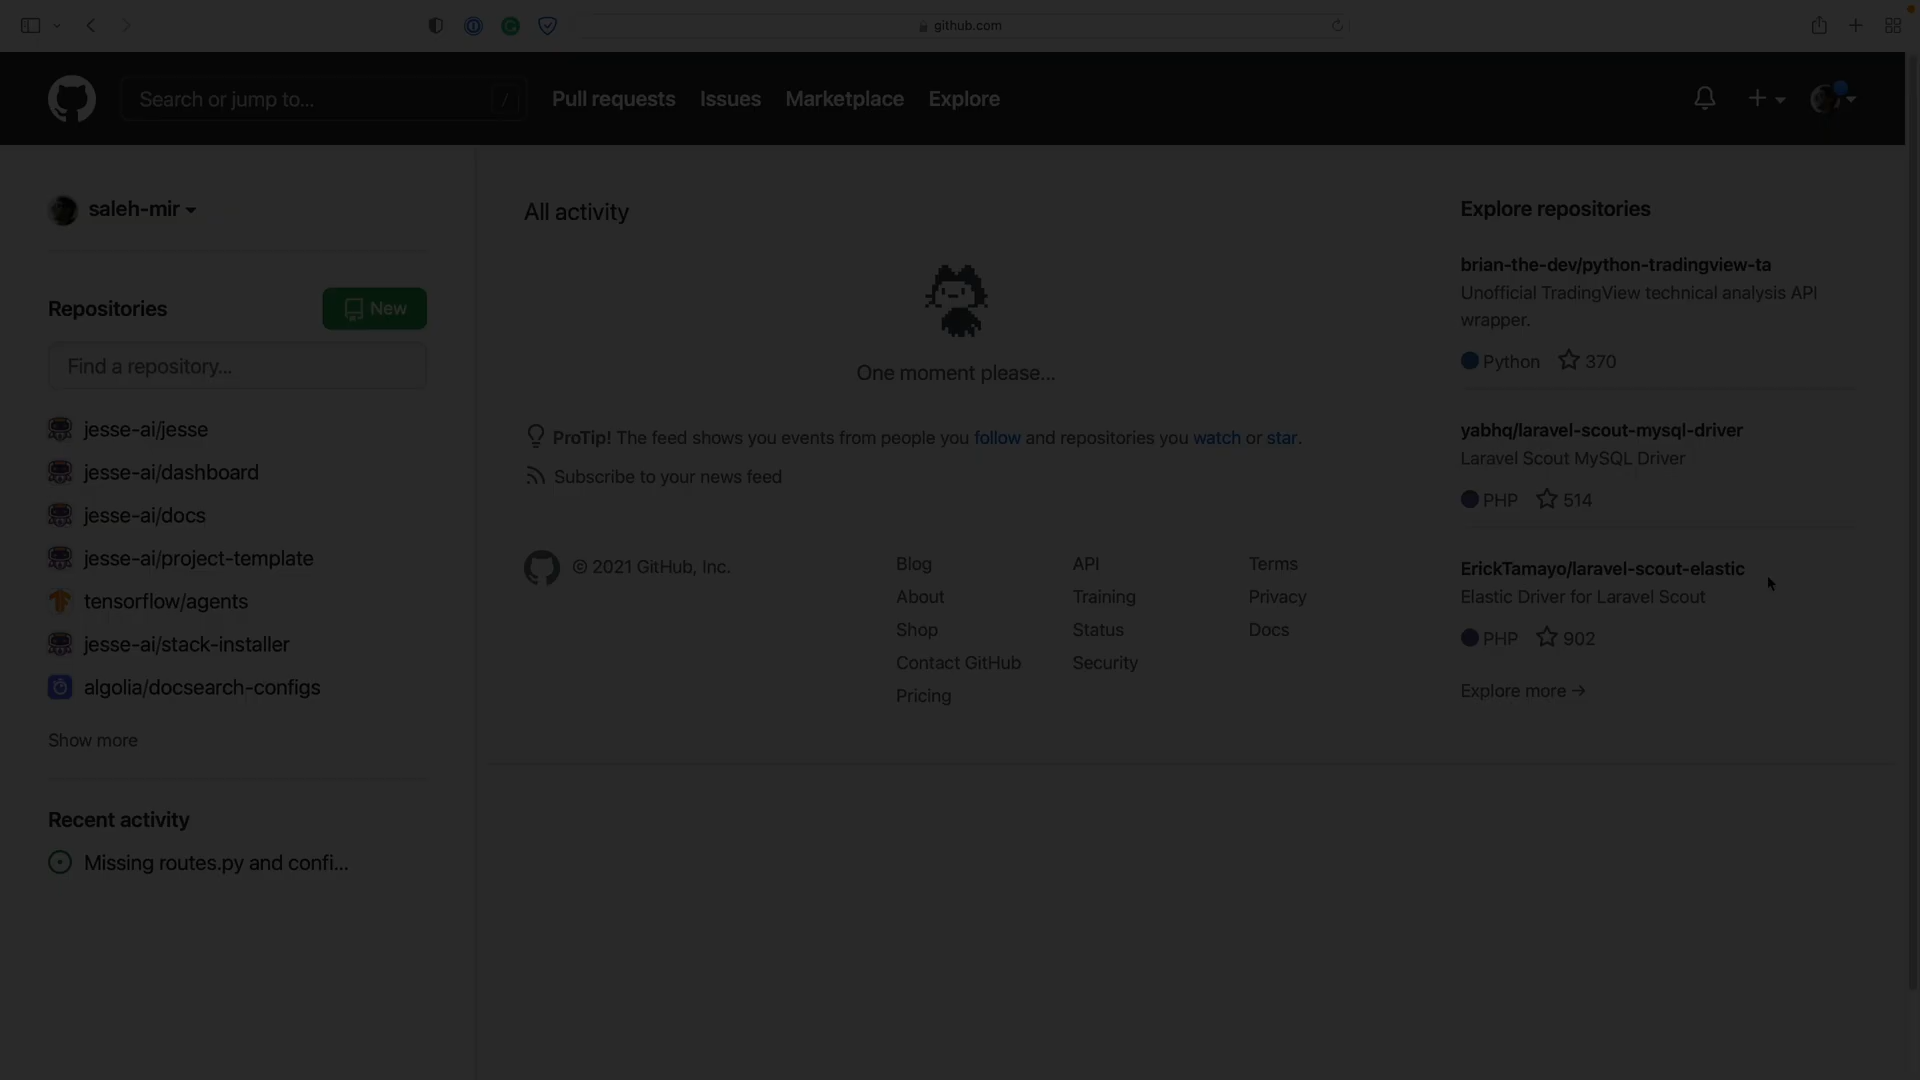 github.com
Search or jump to...
/
Pull requests
Issues
Marketplace
Explore
saleh-mir
Repositories
New
Find a repository...
jesse-ai/jesse
jesse-ai/dashboard
jesse-ai/docs
jesse-ai/project-template
tensorflow/agents
jesse-ai/stack-installer
algolia/docsearch-configs
Show more
Recent activity
Missing routes.py and confi...
All activity
One moment please...
ProTip! The feed shows you events from people you follow and repositories you watch or star.
Subscribe to your news feed
© 2021 GitHub, Inc.
Blog
About
Shop
Contact GitHub
Pricing
API
Training
Status
Security
Terms
Privacy
Docs
Explore repositories
brian-the-dev/python-tradingview-ta
Unofficial TradingView technical analysis API
wrapper.
Python 370
yabhq/laravel-scout-mysql-driver
Laravel Scout MySQL Driver
PHP 514
ErickTamayo/laravel-scout-elastic
Elastic Driver for Laravel Scout
PHP 902
Explore more →